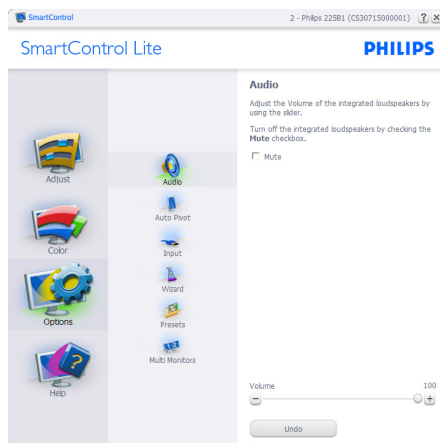 SmartControl
2 - Philips 225B1 (CS30715000001)
?
X
SmartControl Lite
PHILIPS
Adjust
Color
Options
Help
Audio
Auto Pivot
Input
Wizard
Presets
Multi Monitors
Audio
Adjust the Volume of the integrated loudspeakers by
using the slider.
Turn off the integrated loudspeakers by checking the
Mute checkbox.
Mute
Volume
100
Undo